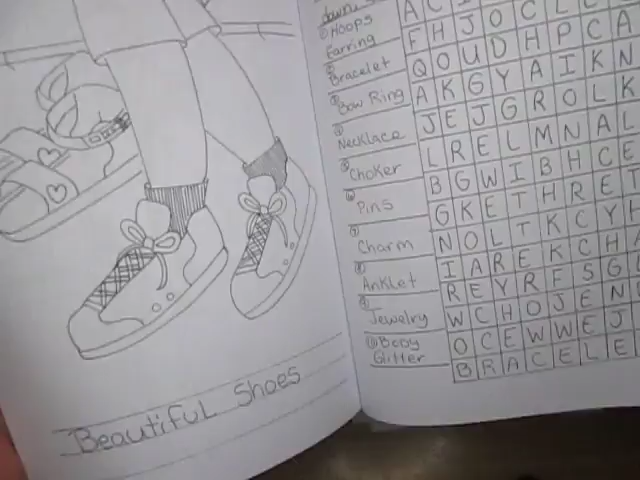 Beautiful Shoes
Hoops
Earring
Bracelet
Bow Ring
Necklace
Choker
Pins
Charm
Anklet
Jewelry
Body
Glitter
A C
F H J O C L
Q O U D H P C A
A K G Y A I K N
J E J G R O L K
L R E L M N A L
B G W I B H C E
G K E T H R E T
N O L T K C Y H
I A R E K C H A
R E Y R F S G
W C H O J E N
O C E W W E J
B R A C E L E